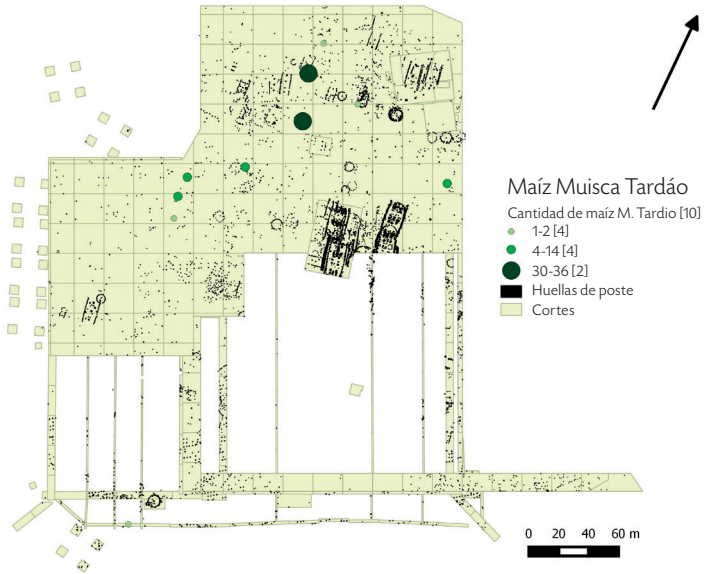 Maíz Muisca Tardáo
Cantidad de maíz M. Tardio [10]
1-2 [4]
4-14 [4]
30-36 [2]
Huellas de poste
Cortes
0 20 40 60 m